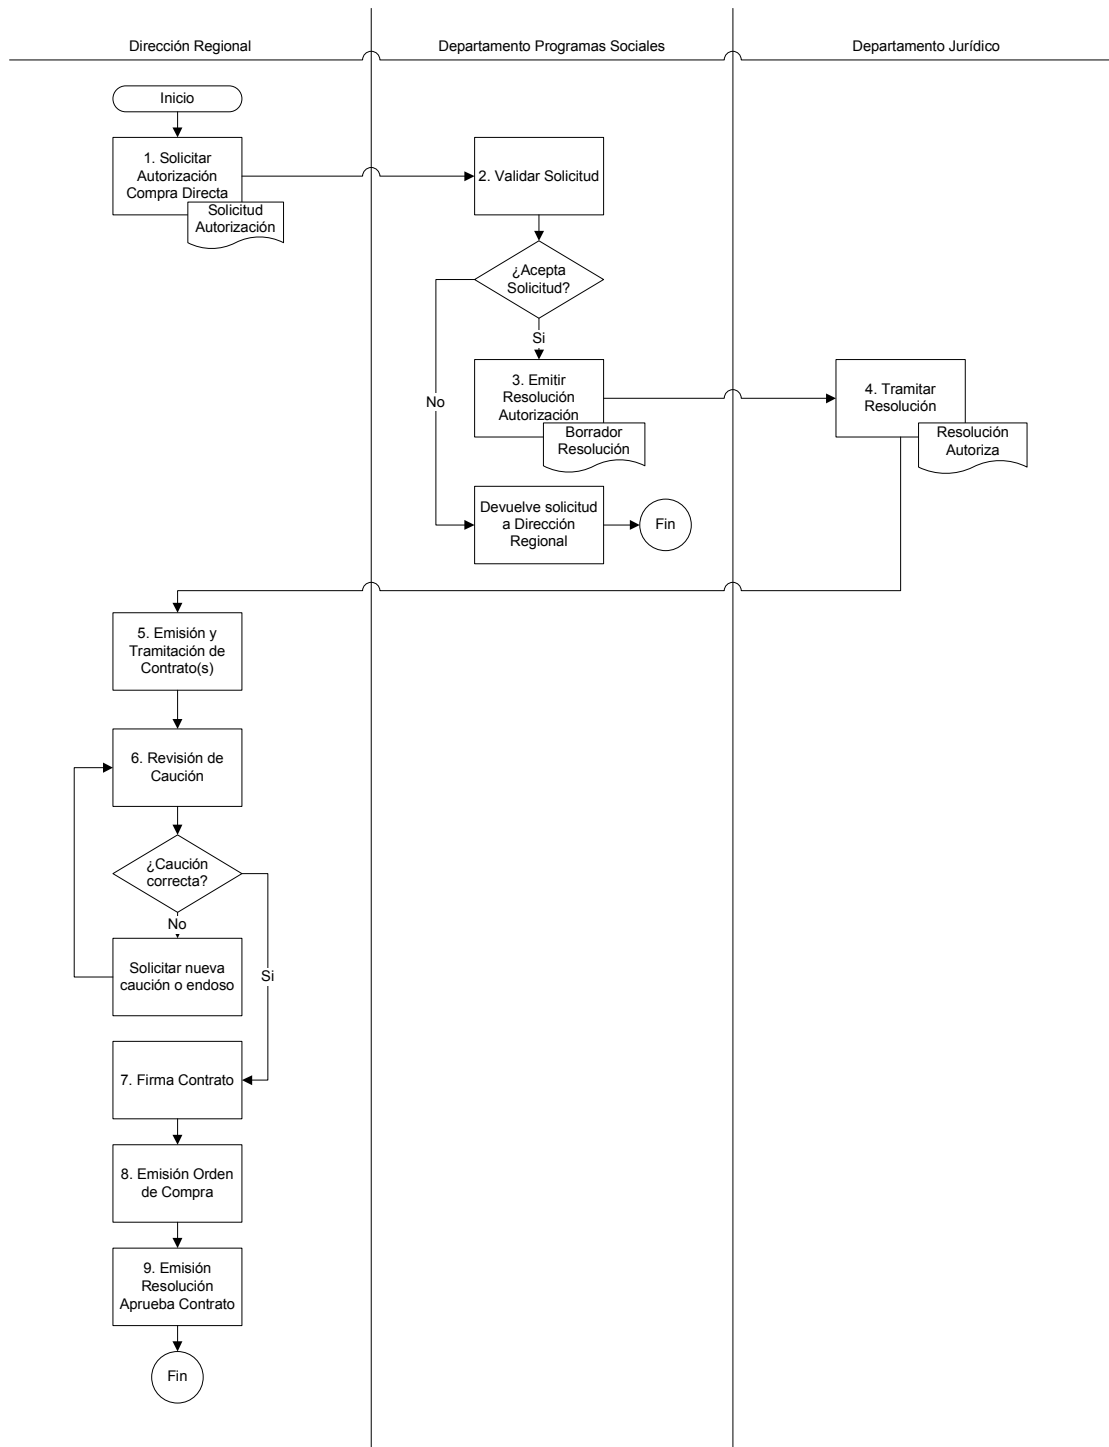 Dirección Regional
Departamento Programas Sociales
Departamento Jurídico
Inicio
1. Solicitar
Autorización
Compra Directa
Solicitud
Autorización
2. Validar Solicitud
¿Acepta
Solicitud?
Si
No
3. Emitir
Resolución
Autorización
Borrador
Resolución
4. Tramitar
Resolución
Resolución
Autoriza
Devuelve solicitud
a Dirección
Regional
Fin
5. Emisión y
Tramitación de
Contrato(s)
6. Revisión de
Caución
¿Caución
correcta?
No
Solicitar nueva
caución o endoso
Si
7. Firma Contrato
8. Emisión Orden
de Compra
9. Emisión
Resolución
Aprueba Contrato
Fin